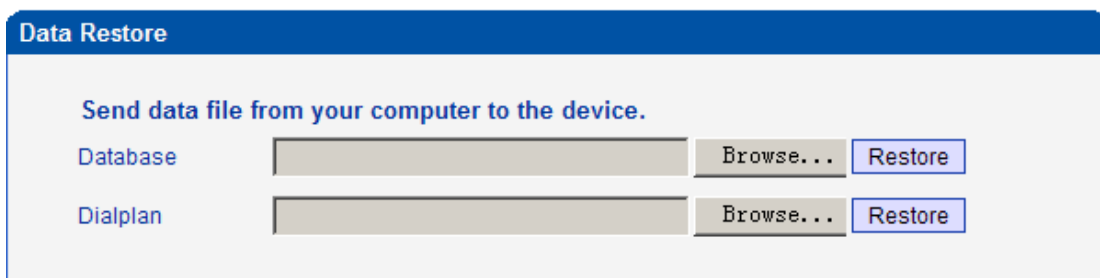 Data Restore
Send data file from your computer to the device.
Database Browse... Restore
Dialplan Browse... Restore